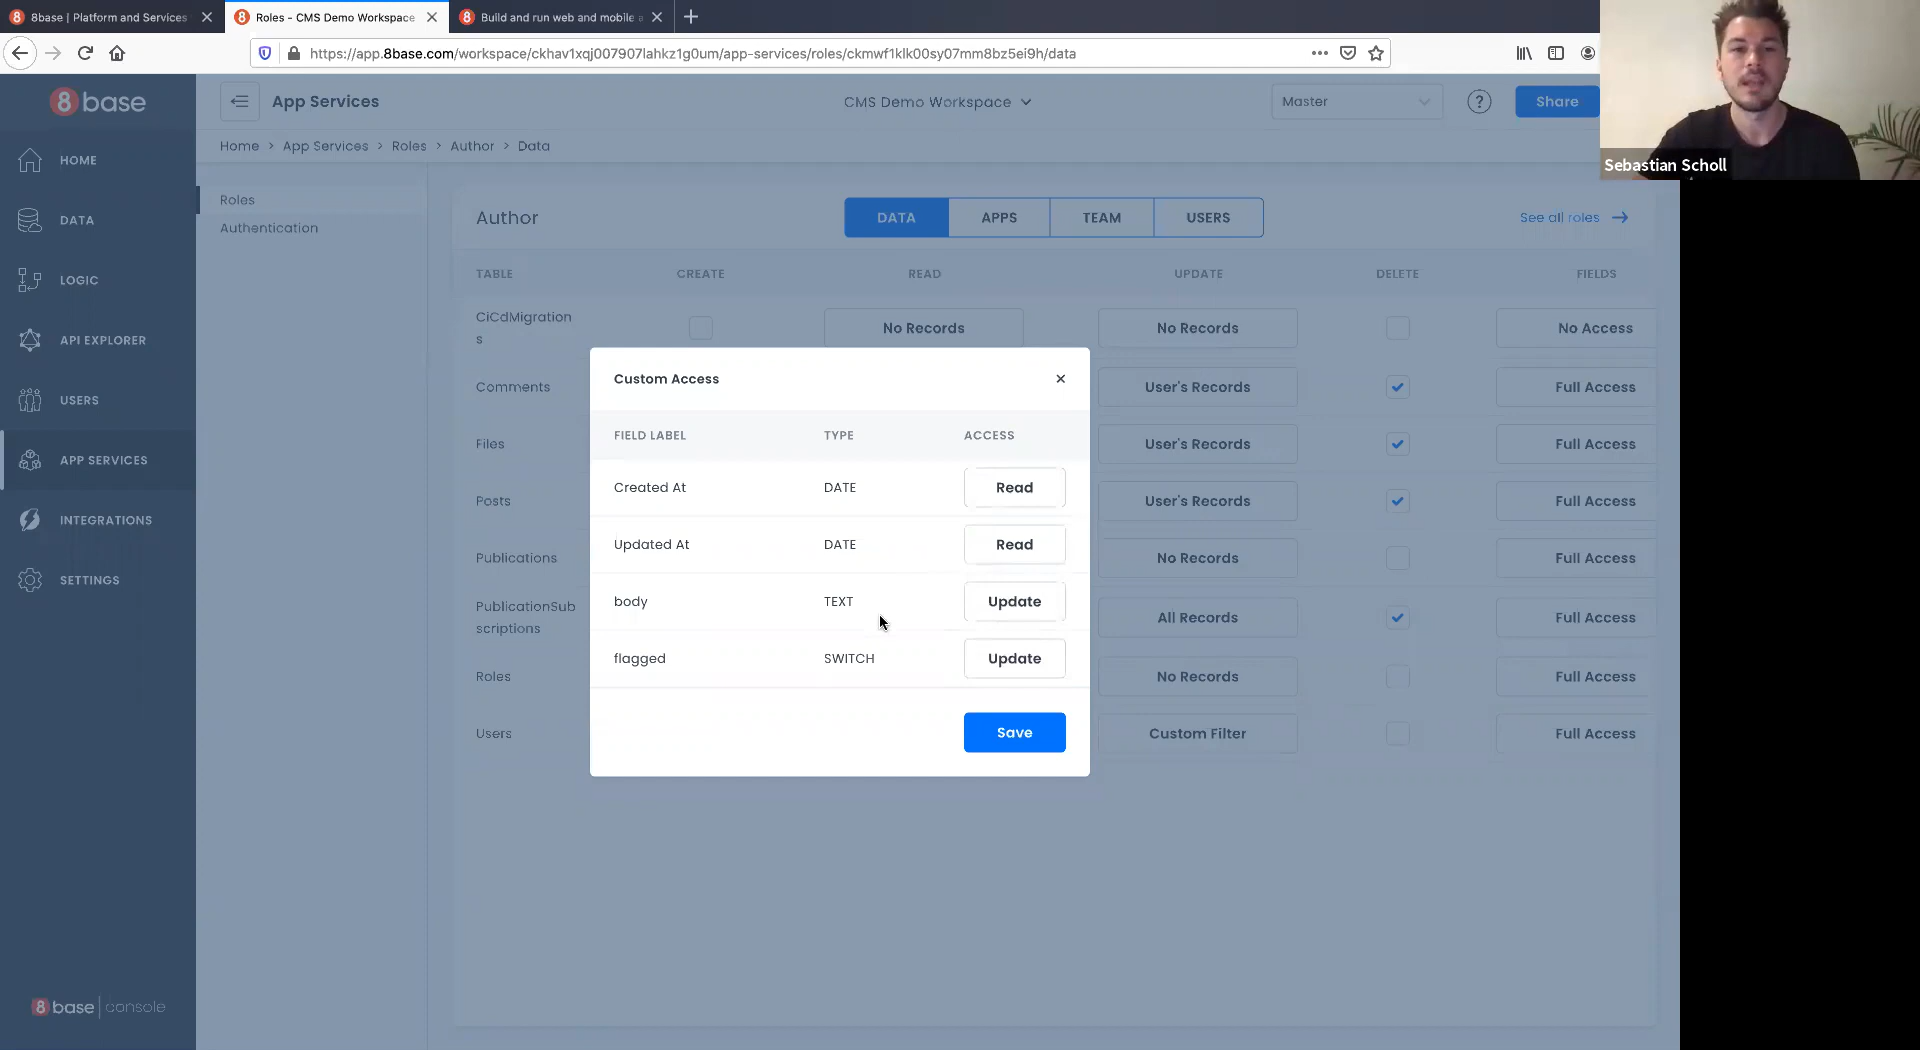 8base | Platform and Services
Roles - CMS Demo Workspace
Build and run web and mobile
https://app.8base.com/workspace/ckhav1xqj007907lahkz1g0um/app-services/roles/ckmwf1klk00sy07mm8bz5ei9h/data
8base
App Services
CMS Demo Workspace
Master
?
Share
Sebastian Scholl
Home > App Services > Roles > Author > Data
HOME
DATA
LOGIC
API EXPLORER
USERS
APP SERVICES
INTEGRATIONS
SETTINGS
8base | console
Roles
Authentication
Author
DATA APPS TEAM USERS
See all roles
TABLE CREATE READ UPDATE DELETE FIELDS
CiCdMigration
s
No Records No Records No Access
Comments User's Records Full Access
Files User's Records Full Access
Posts User's Records Full Access
Publications No Records Full Access
PublicationSub
scriptions
All Records Full Access
Roles No Records Full Access
Users Custom Filter Full Access
Custom Access
FIELD LABEL TYPE ACCESS
Created At DATE Read
Updated At DATE Read
body TEXT Update
flagged SWITCH Update
Save